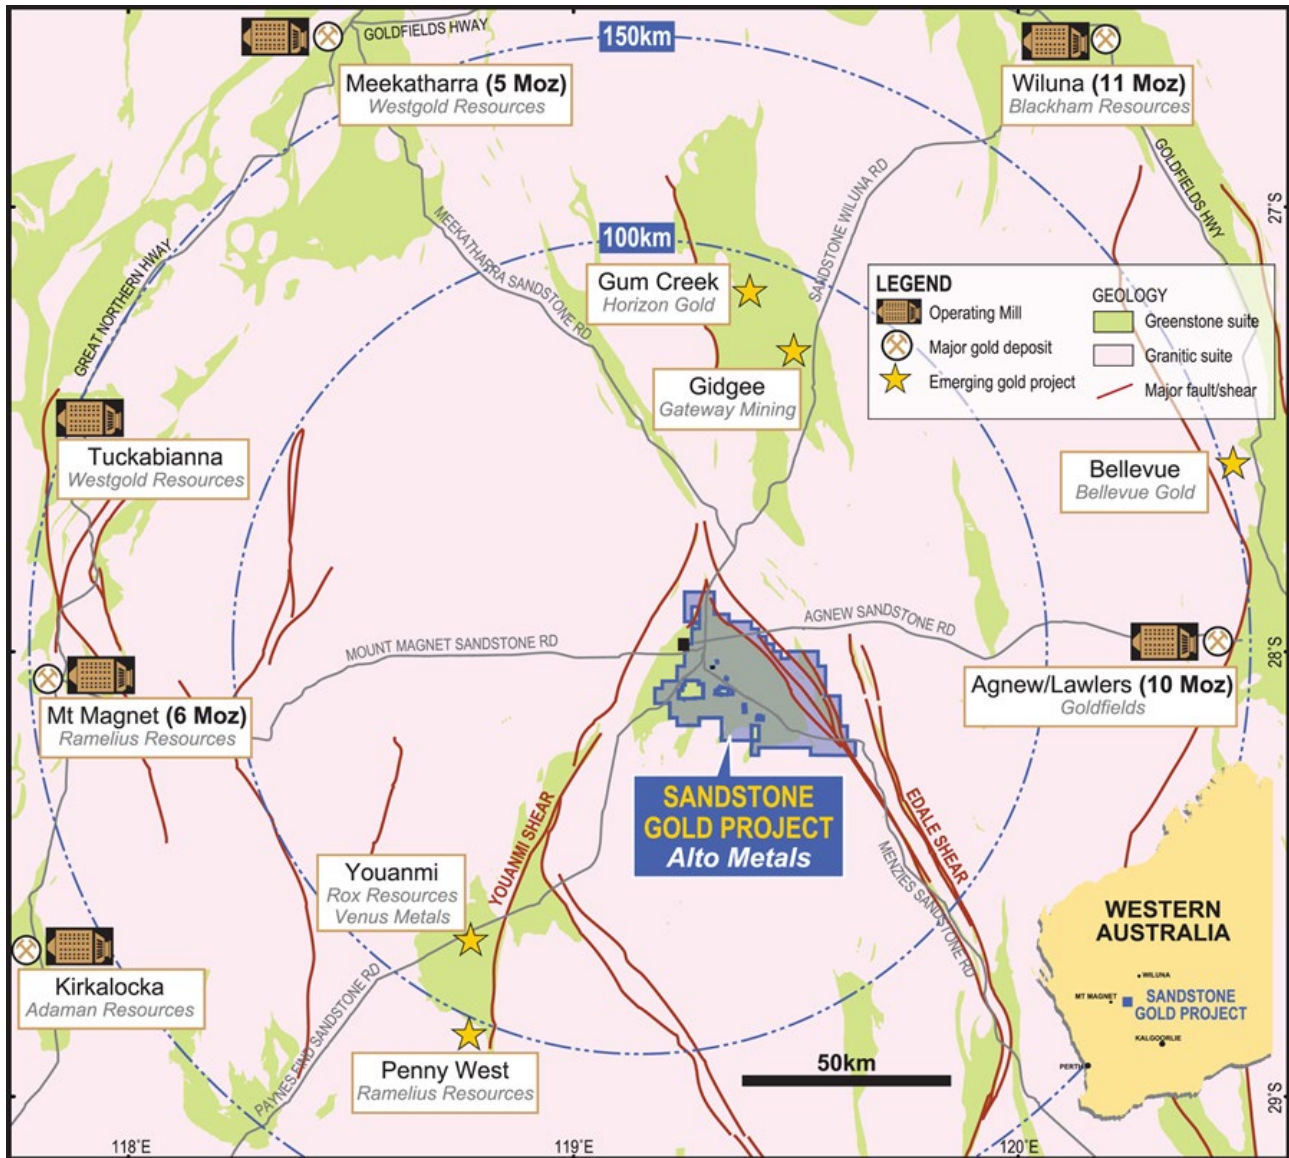 GOLDFIELDS HWY
150km
Meekatharra (5 Moz)
Westgold Resources
Wiluna (11 Moz)
Blackham Resources
GOLDFIELDS HWY
27°S
SANDSTONE WILUNA RD
MEEKATHARRA SANDSTONE RD
GREAT NORTHERN HWAY
100km
Gum Creek
Horizon Gold
LEGEND
Operating Mill
Major gold deposit
Emerging gold project
GEOLOGY
Greenstone suite
Granitic suite
Major fault/shear
Gidgee
Gateway Mining
Tuckabianna
Westgold Resources
Bellevue
Bellevue Gold
MOUNT MAGNET SANDSTONE RD
AGNEW SANDSTONE RD
28°S
Mt Magnet (6 Moz)
Ramelius Resources
Agnew/Lawlers (10 Moz)
Goldfields
SANDSTONE
GOLD PROJECT
Alto Metals
YOUANMI SHEAR
EDALE SHEAR
MENZIES SANDSTONE RD
Youanmi
Rox Resources
Venus Metals
Kirkalocka
Adaman Resources
PAYNES FIND SANDSTONE RD
Penny West
Ramelius Resources
50km
WESTERN
AUSTRALIA
WILUNA
MT MAGNET
SANDSTONE
GOLD PROJECT
KALGOORLIE
PERTH
29°S
118°E
119°E
120°E